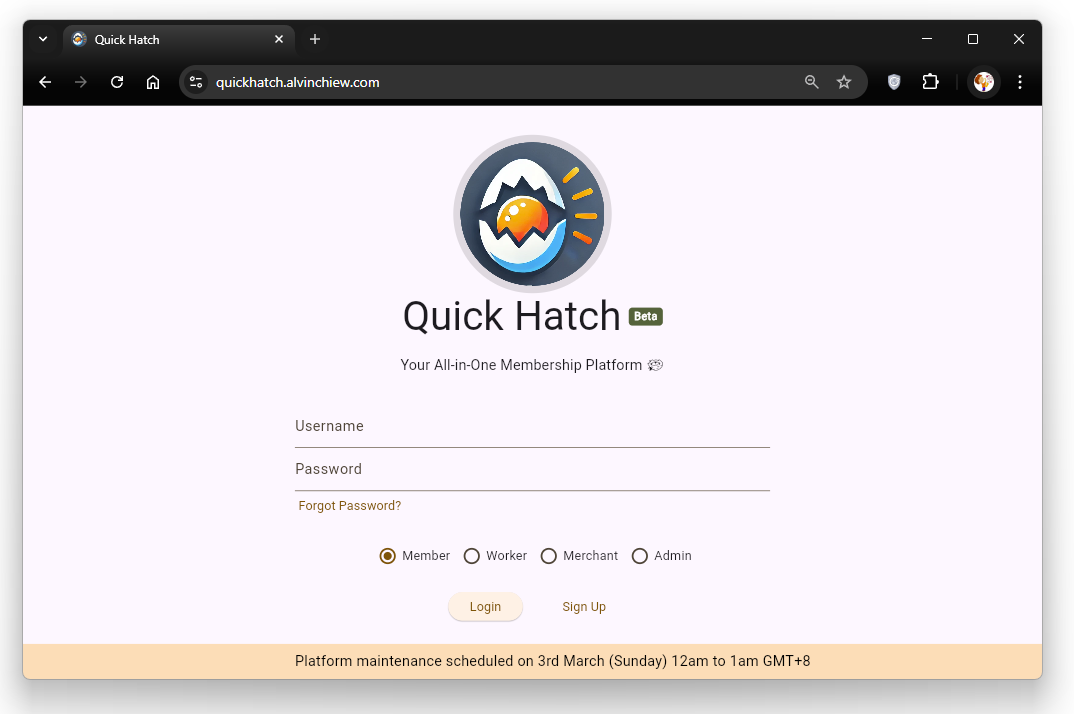 Quick Hatch
quickhatch.alvinchiew.com
Quick Hatch Beta
Your All-in-One Membership Platform
Username
Password
Forgot Password?
Member Worker Merchant Admin
Login Sign Up
Platform maintenance scheduled on 3rd March (Sunday) 12am to 1am GMT+8